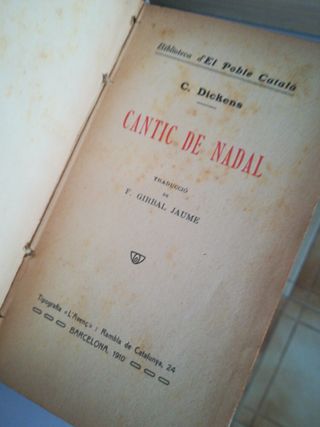 Biblioteca d'El Poble Català
C. Dickens
CANTIC DE NADAL
TRADUCCIÓ
DE
F. GIRBAL JAUME
Tipografia «L'Avenç»: Rambla de Catalunya, 24
BARCELONA, 1910